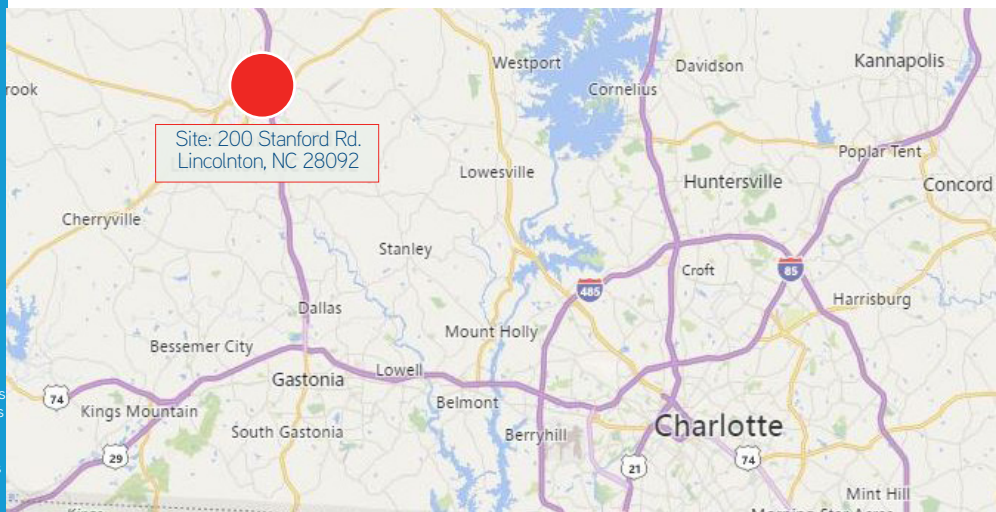 Westport
Davidson
Kannapolis
rook
Cornelius
Site: 200 Stanford Rd.
Lincolnton, NC 28092
Poplar Tent
Lowesville
Huntersville
Concord
Cherryville
Stanley
Croft
85
485
Harrisburg
Dallas
Mount Holly
Bessemer City
Lowell
Gastonia
74
Belmont
Kings Mountain
South Gastonia
Berryhill
Charlotte
29
21
74
Mint Hill
s
s